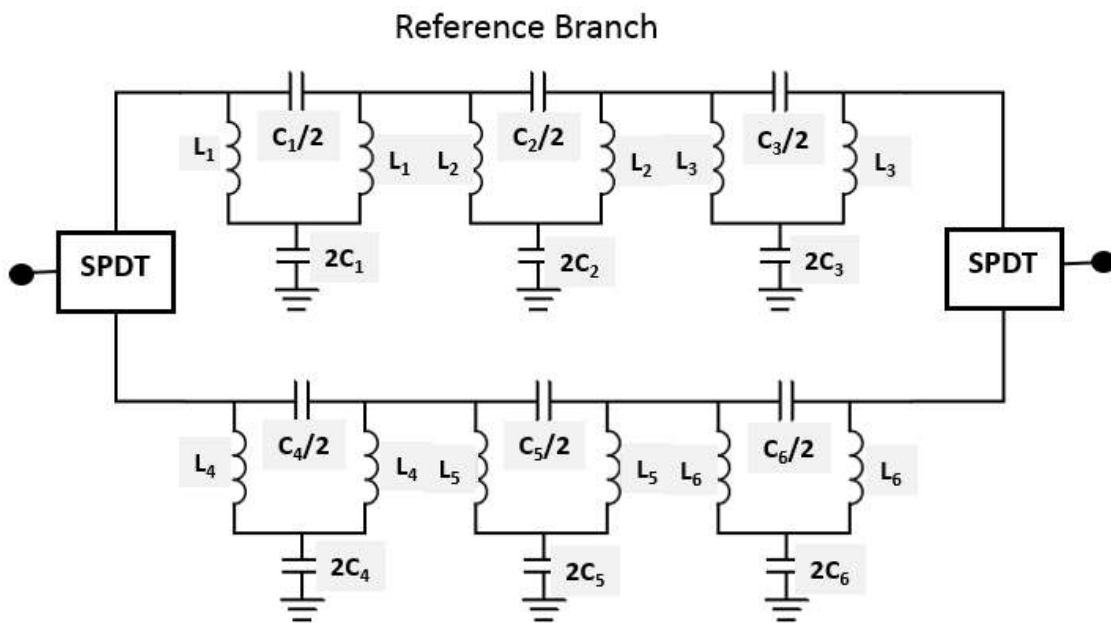 Reference Branch
C₁/2 C₂/2 C₃/2
L₁ L₁ L₂ L₂ L₃ L₃
SPDT 2C₁ 2C₂ 2C₃ SPDT
C₄/2 C₅/2 C₆/2
L₄ L₄ L₅ L₅ L₆ L₆
2C₄ 2C₅ 2C₆